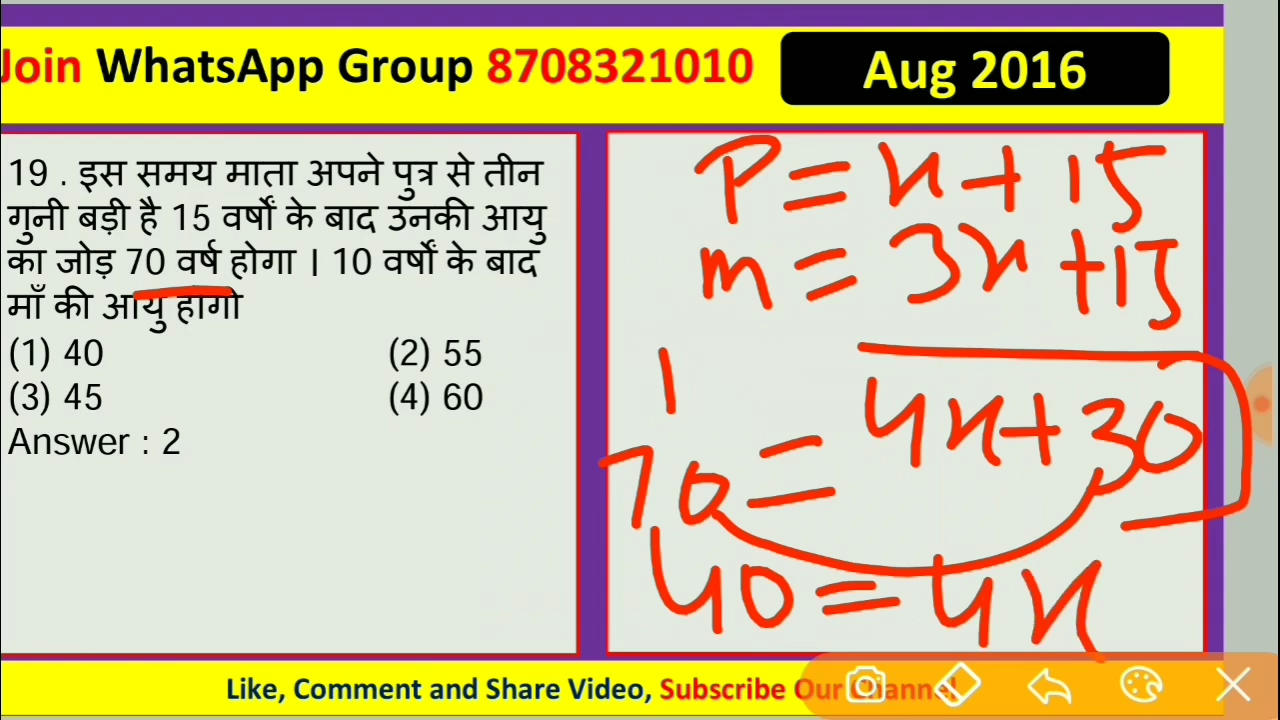 Join WhatsApp Group 8708321010
Aug 2016
19 . इस समय माता अपने पुत्र से तीन
गुनी बड़ी है 15 वर्षों के बाद उनकी आयु
का जोड़ 70 वर्ष होगा । 10 वर्षों के बाद
माँ की आयु होगी
(1) 40 (2) 55
(3) 45 (4) 60
Answer : 2
P = x + 15
m = 3x + 15
4x + 30
70 =
40 = 4x
Like, Comment and Share Video, Subscribe Our Channel